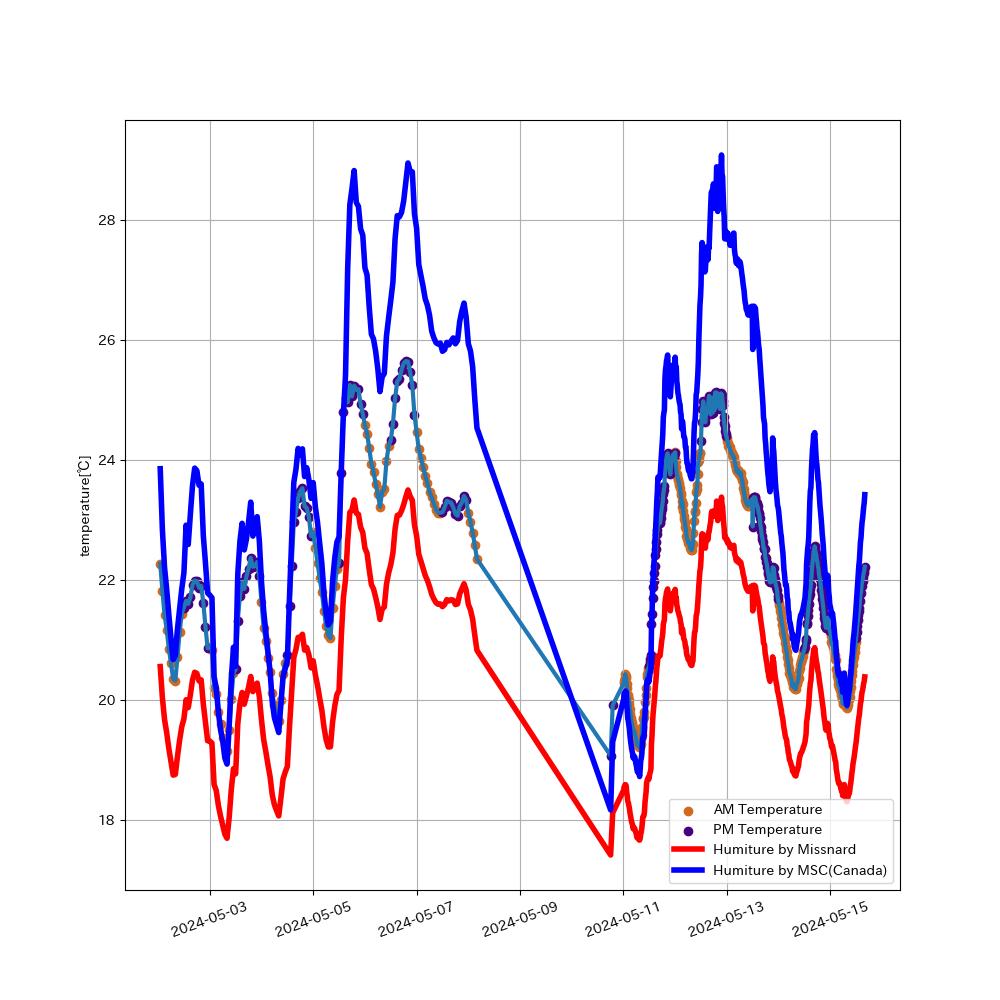 28
26
24
22
20
18
temperature[℃]
2024-05-03
2024-05-05
2024-05-07
2024-05-09
2024-05-11
2024-05-13
2024-05-15
AM Temperature
PM Temperature
Humiture by Missnard
Humiture by MSC(Canada)